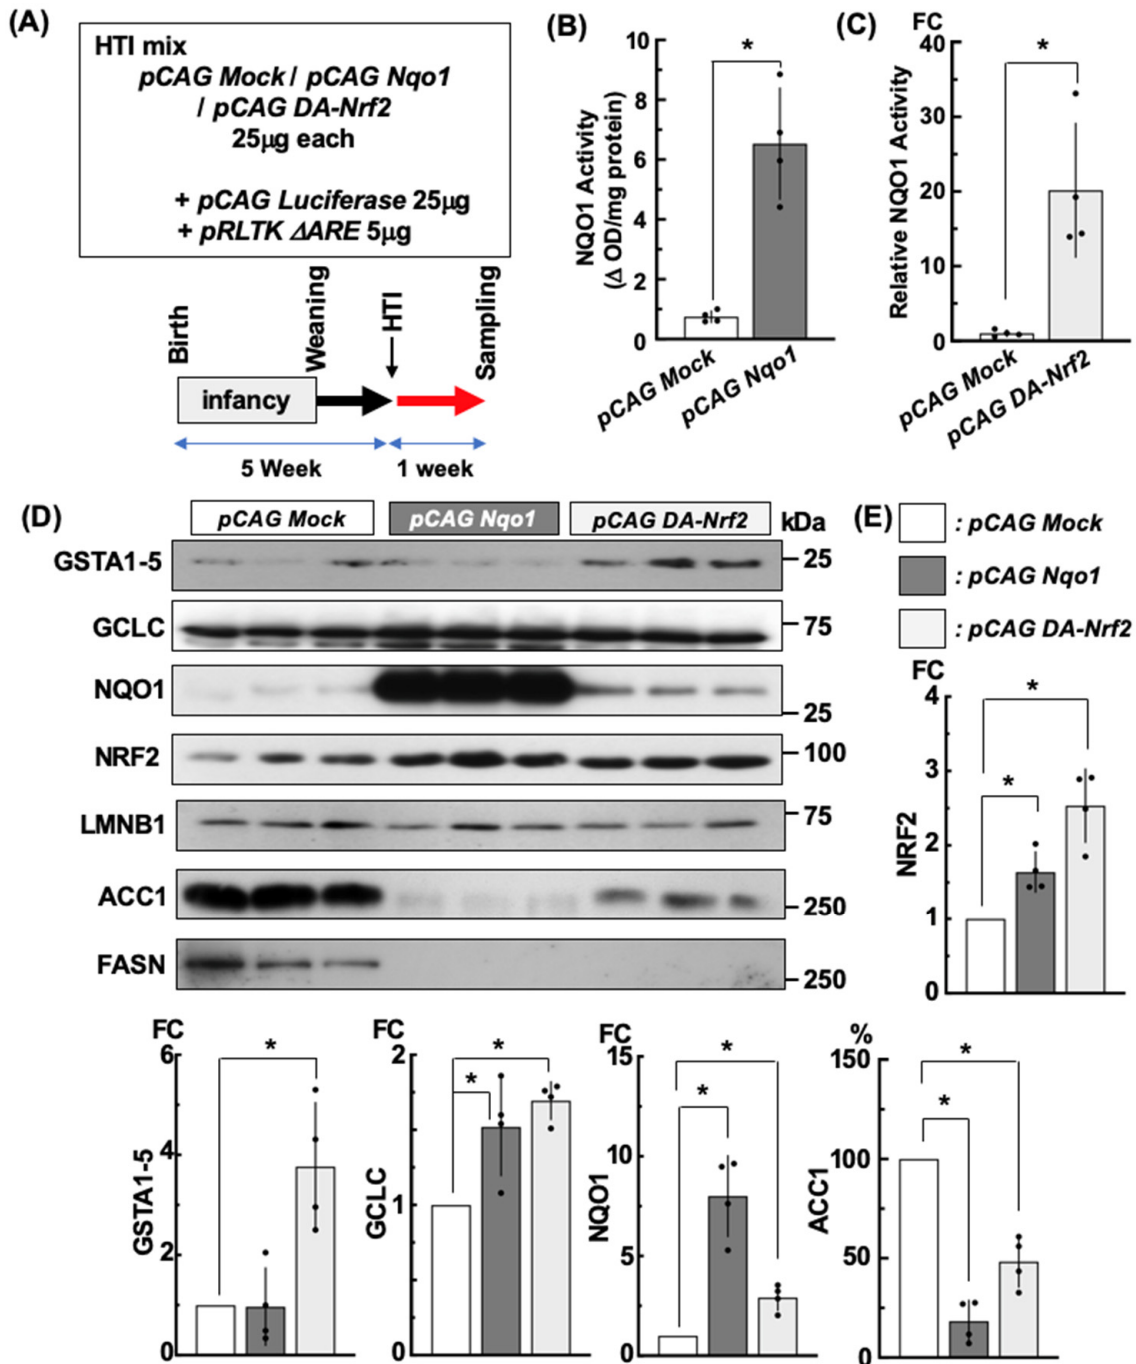 (A)
HTI mix
pCAG Mock / pCAG Nqo1
/ pCAG DA-Nrf2
25μg each
+ pCAG Luciferase 25μg
+ pRLTK ΔARE 5μg
Birth
Weaning
HTI
Sampling
infancy
5 Week
1 week
(B)
NQO1 Activity
(Δ OD/mg protein)
10
8
6
4
2
0
*
pCAG Mock
pCAG Nqo1
(C)
FC
Relative NQO1 Activity
40
30
20
10
0
*
pCAG Mock
pCAG DA-Nrf2
(D)
pCAG Mock
pCAG Nqo1
pCAG DA-Nrf2
kDa
GSTA1-5
25
GCLC
75
NQO1
25
NRF2
100
LMNB1
75
ACC1
250
FASN
250
(E)
: pCAG Mock
: pCAG Nqo1
: pCAG DA-Nrf2
FC
NRF2
4
3
2
1
0
*
*
FC
GSTA1-5
6
4
2
0
*
FC
GCLC
2
1
0
*
*
FC
NQO1
15
10
5
0
*
*
%
ACC1
150
100
50
0
*
*